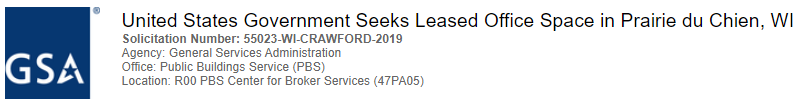 GSA
United States Government Seeks Leased Office Space in Prairie du Chien, WI
Solicitation Number: 55023-WI-CRAWFORD-2019
Agency: General Services Administration
Office: Public Buildings Service (PBS)
Location: R00 PBS Center for Broker Services (47PA05)